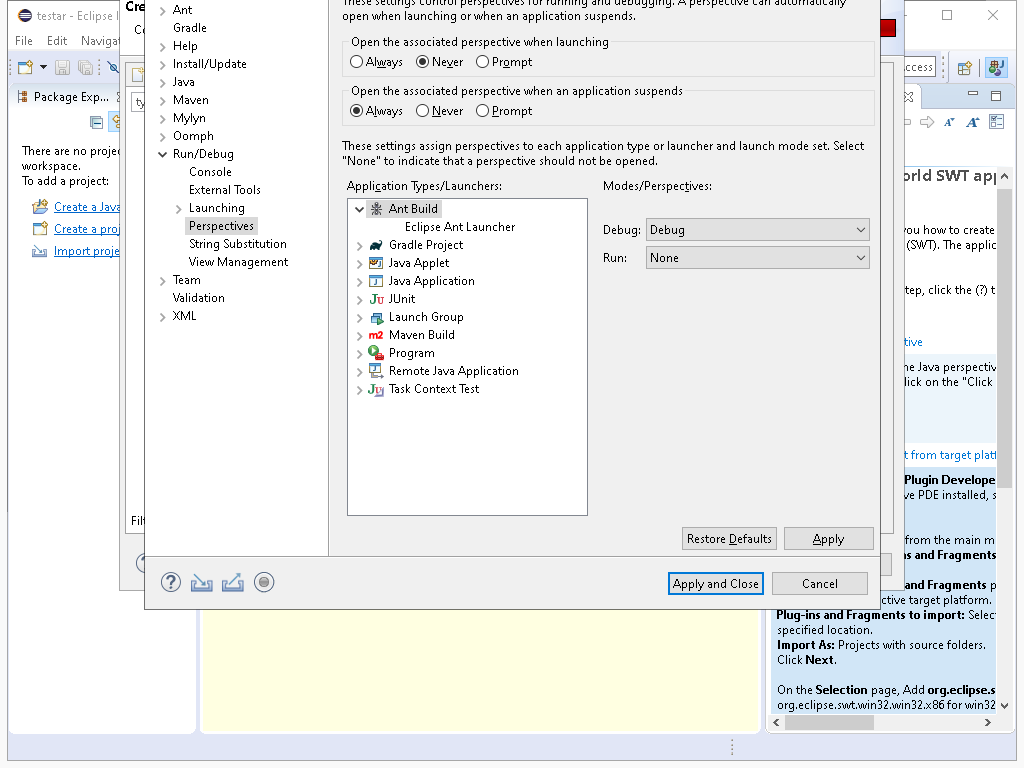 testar - Eclipse I
File Edit Navigat
Package Exp...
There are no proje
workspace.
To add a project:
Create a Java
Create a proj
Import proje
Cre
ty
Filt
Ant
Gradle
Help
Install/Update
Java
Maven
Mylyn
Oomph
Run/Debug
Console
External Tools
Launching
Perspectives
String Substitution
View Management
Team
Validation
XML
These settings control perspectives for running and debugging. A perspective can automatically
open when launching or when an application suspends.
Open the associated perspective when launching
Always Never Prompt
Open the associated perspective when an application suspends
Always Never Prompt
These settings assign perspectives to each application type or launcher and launch mode set. Select
"None" to indicate that a perspective should not be opened.
Application Types/Launchers:
Ant Build
Eclipse Ant Launcher
Gradle Project
Java Applet
Java Application
JUnit
Launch Group
Maven Build
Program
Remote Java Application
Task Context Test
Modes/Perspectives:
Debug: Debug
Run: None
Restore Defaults Apply
Apply and Close Cancel
ccess
orld SWT app
you how to create
(SWT). The applic
tep, click the (?) t
tive
he Java perspectiv
lick on the "Click
t from target platf
Plugin Develope
ve PDE installed, s
from the main m
ns and Fragments
and Fragments p
ctive target platform.
Plug-ins and Fragments to import: Selec
specified location.
Import As: Projects with source folders.
Click Next.
On the Selection page, Add org.eclipse.s
org.eclipse.swt.win32.win32.x86 for win32